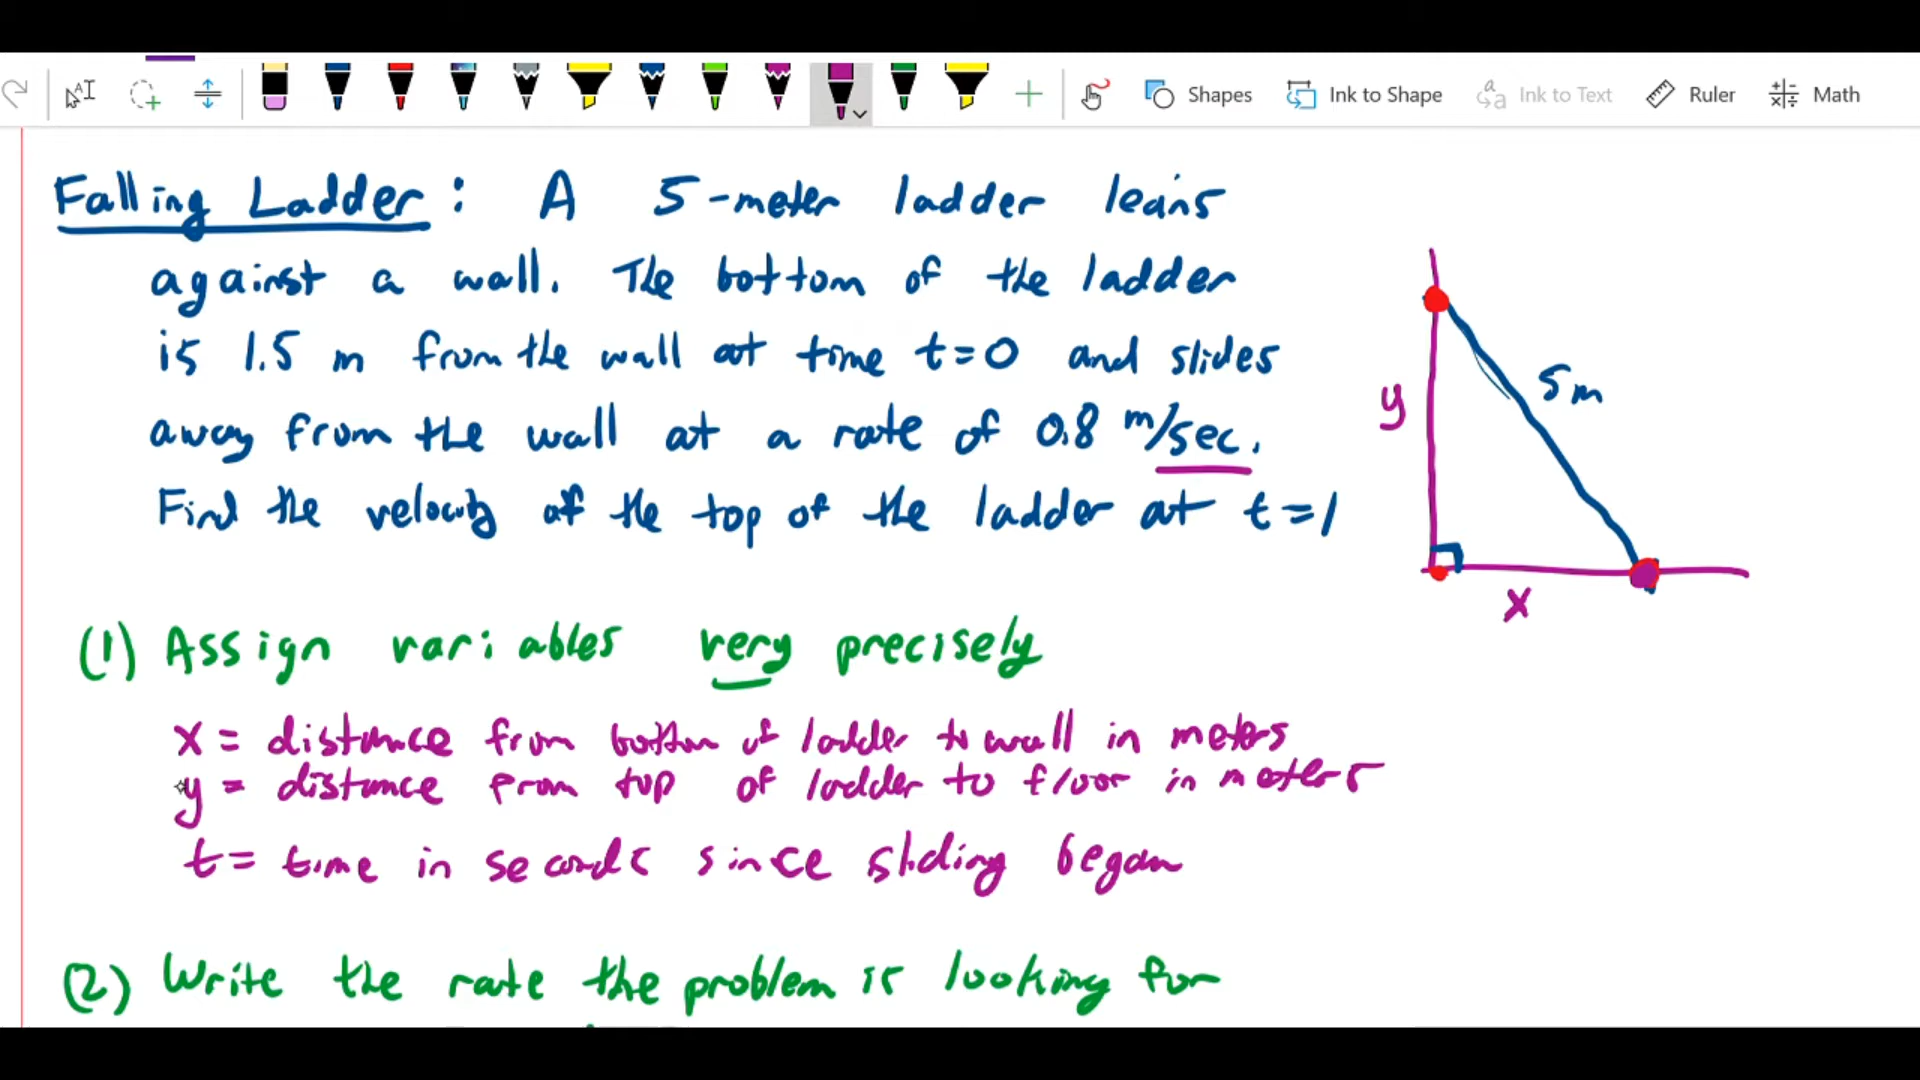 Shapes Ink to Shape Ink to Text Ruler Math
Falling Ladder: A 5-meter ladder leans
against a wall. The bottom of the ladder
is 1.5 m from the wall at time t=0 and slides
away from the wall at a rate of 0.8 m/sec.
Find the velocity of the top of the ladder at t=1
y
5m
x
(1) Assign variables very precisely
x = distance from bottom of ladder to wall in meters
y = distance from top of ladder to floor in meters
t = time in seconds since sliding began
(2) Write the rate the problem is looking for